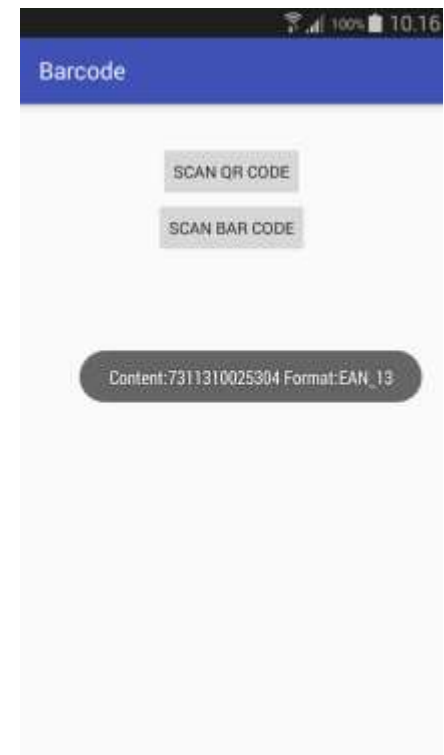 100% 10.16
Barcode
SCAN QR CODE
SCAN BAR CODE
Content:7311310025304 Format:EAN_13